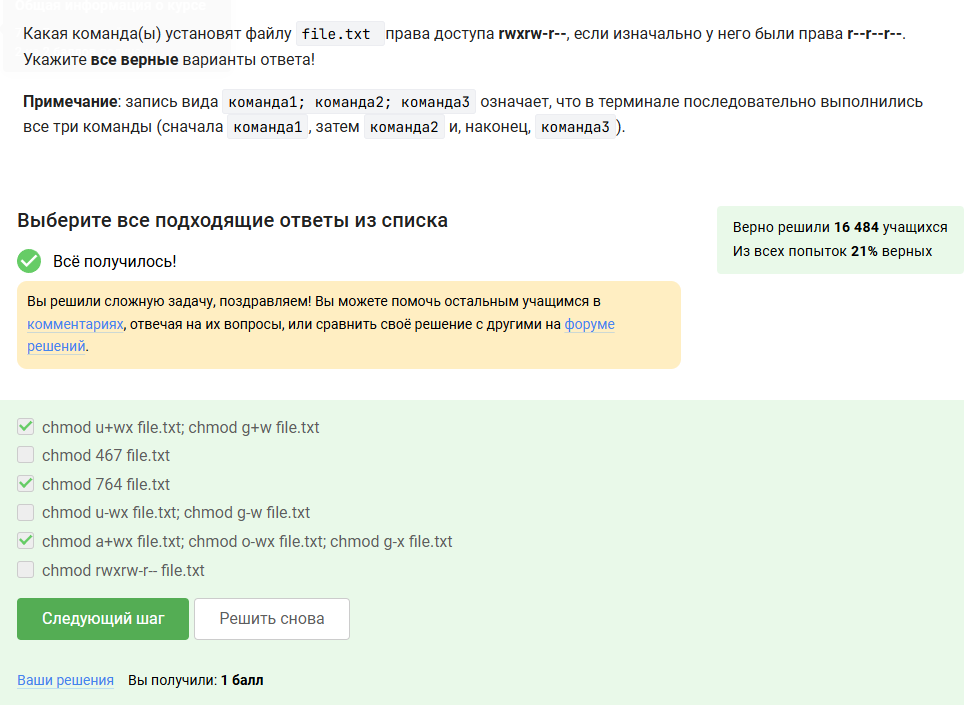 Общая информация о курсе
Какая команда(ы) установят файлу file.txt права доступа rwxrw-r--, если изначально у него были права r--r--r--.
Укажите все верные варианты ответа!
Примечание: запись вида команда1; команда2; команда3 означает, что в терминале последовательно выполнились
все три команды (сначала команда1, затем команда2 и, наконец, команда3).
Выберите все подходящие ответы из списка
Верно решили 16 484 учащихся
Из всех попыток 21% верных
Всё получилось!
Вы решили сложную задачу, поздравляем! Вы можете помочь остальным учащимся в
комментариях, отвечая на их вопросы, или сравнить своё решение с другими на форуме
решений.
chmod u+wx file.txt; chmod g+w file.txt
chmod 467 file.txt
chmod 764 file.txt
chmod u-wx file.txt; chmod g-w file.txt
chmod a+wx file.txt; chmod o-wx file.txt; chmod g-x file.txt
chmod rwxrw-r-- file.txt
Следующий шаг
Решить снова
Ваши решения Вы получили: 1 балл